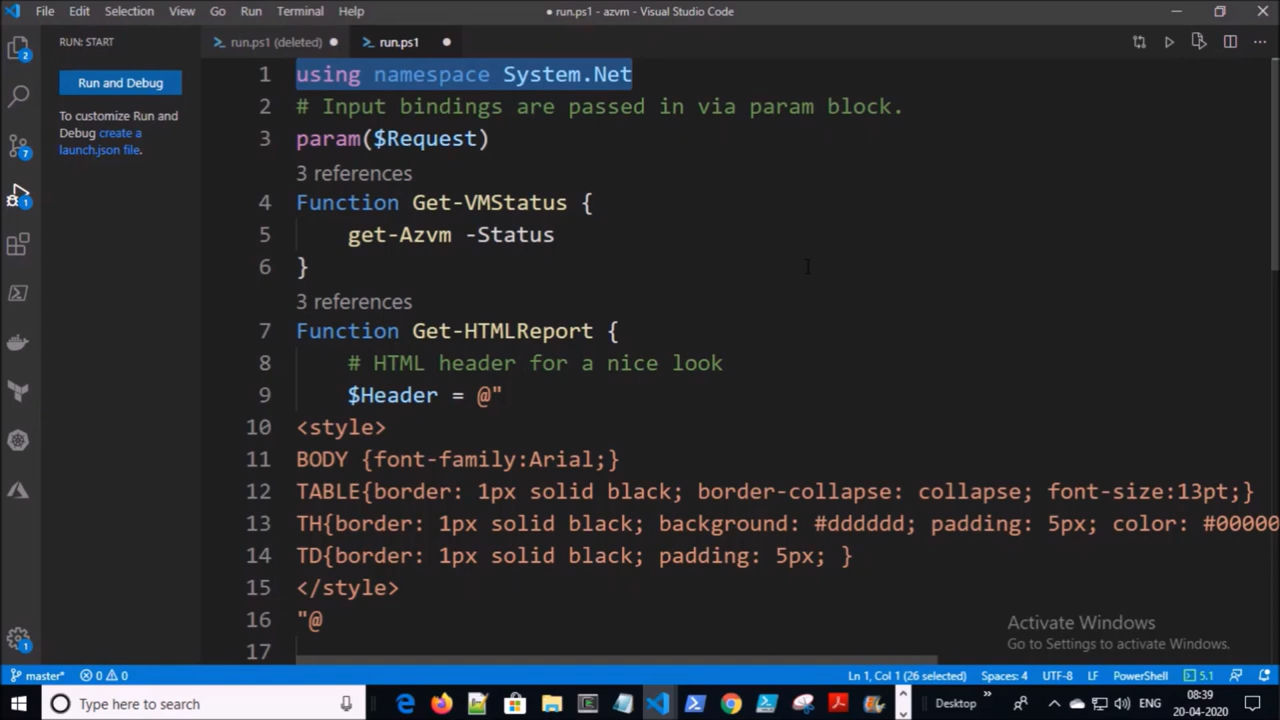 File Edit Selection View Go Run Terminal Help
● run.ps1 - azvm - Visual Studio Code
2
7
1
1
RUN: START
Run and Debug
To customize Run and
Debug create a
launch.json file.
run.ps1 (deleted) ●
run.ps1 ●
1 using namespace System.Net
2 # Input bindings are passed in via param block.
3 param($Request)
3 references
4 Function Get-VMStatus {
5 get-Azvm -Status
6 }
3 references
7 Function Get-HTMLReport {
8 # HTML header for a nice look
9 $Header = @"
10 <style>
11 BODY {font-family:Arial;}
12 TABLE{border: 1px solid black; border-collapse: collapse; font-size:13pt;}
13 TH{border: 1px solid black; background: #dddddd; padding: 5px; color: #00000
14 TD{border: 1px solid black; padding: 5px; }
15 </style>
16 "@
17
Activate Windows
Go to Settings to activate Windows.
master* 0 0
Ln 1, Col 1 (26 selected) Spaces: 4 UTF-8 LF PowerShell 5.1
Type here to search
Desktop »
ENG
08:39
20-04-2020